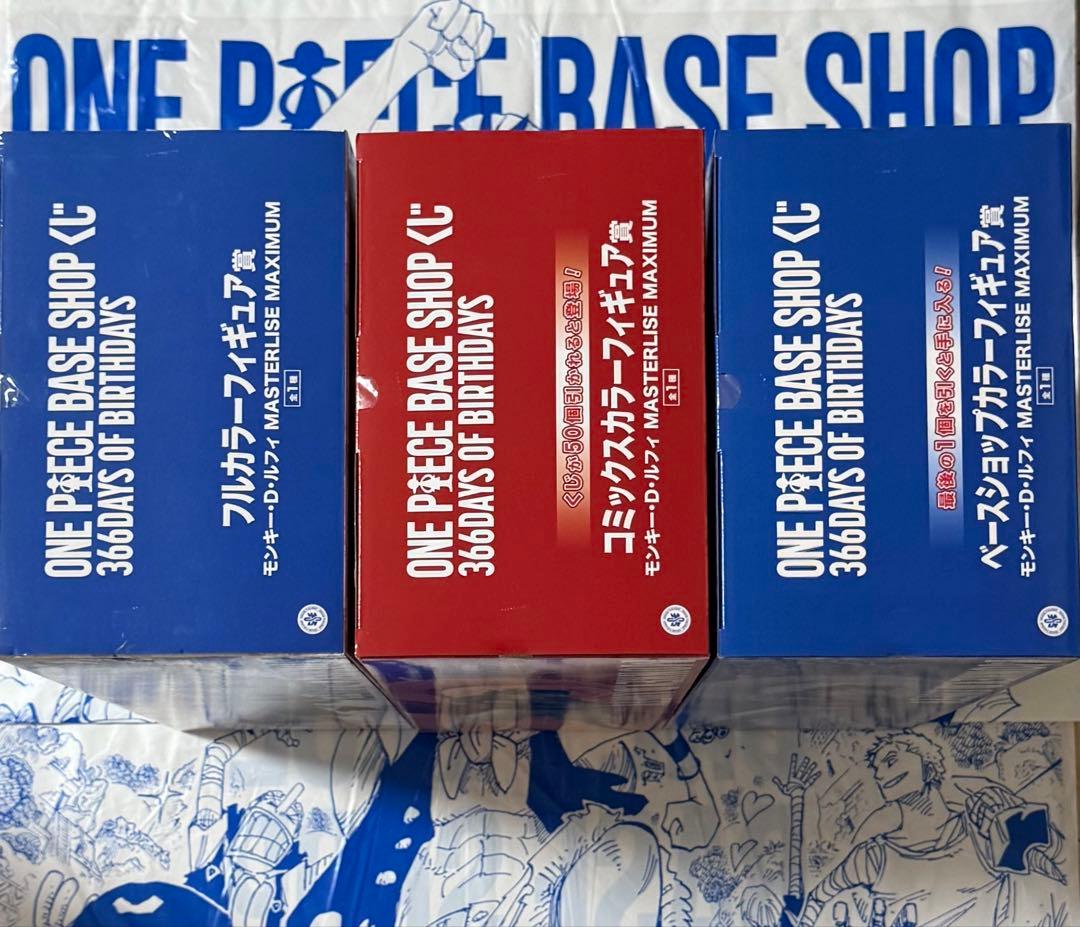 ONE PIECE BASE SHOP
ONE PIECE BASE SHOP くじ
366DAYS OF BIRTHDAYS
フルカラーフィギュア賞
モンキー・D・ルフィ MASTERLISE MAXIMUM
全1種
ONE PIECE BASE SHOP くじ
366DAYS OF BIRTHDAYS
くじが50個引かれると登場!
コミックスカラーフィギュア賞
モンキー・D・ルフィ MASTERLISE MAXIMUM
全1種
ONE PIECE BASE SHOP くじ
366DAYS OF BIRTHDAYS
最後の1個を引くと手に入る!
ベースショップカラーフィギュア賞
モンキー・D・ルフィ MASTERLISE MAXIMUM
全1種